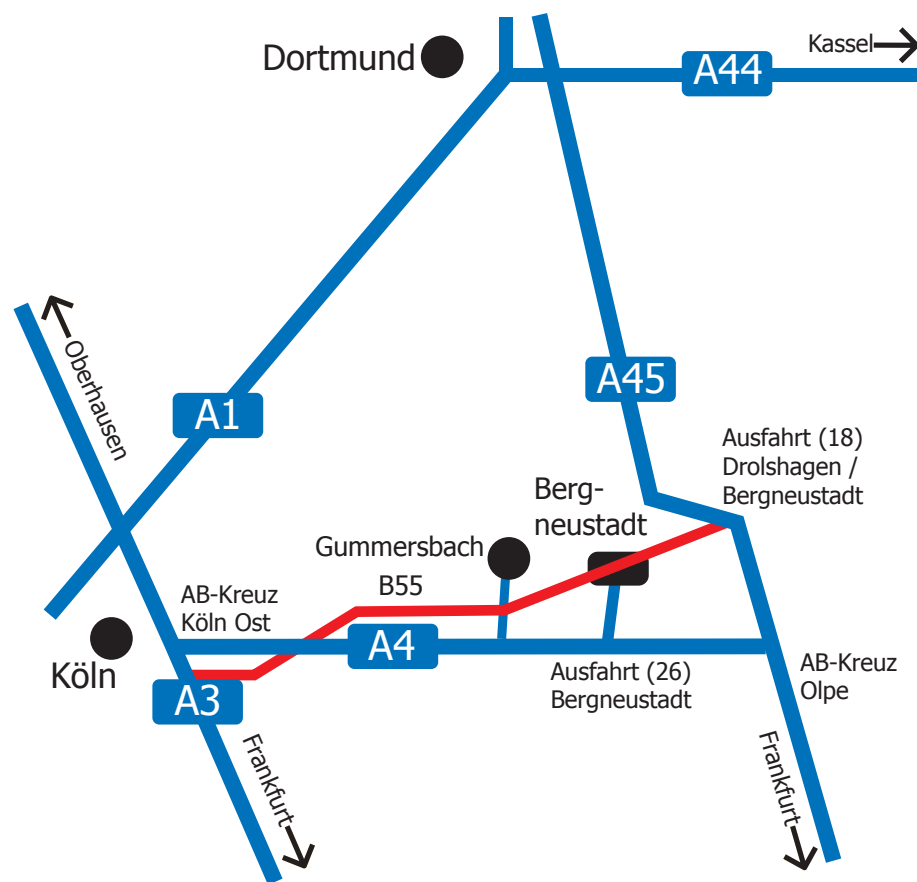 Kassel
Dortmund
A44
Oberhausen
A1
A45
Ausfahrt (18)
Drolshagen /
Bergneustadt
Berg-
neustadt
Gummersbach
B55
AB-Kreuz
Köln Ost
Köln
A4
A3
Ausfahrt (26)
Bergneustadt
AB-Kreuz
Olpe
Frankfurt
Frankfurt